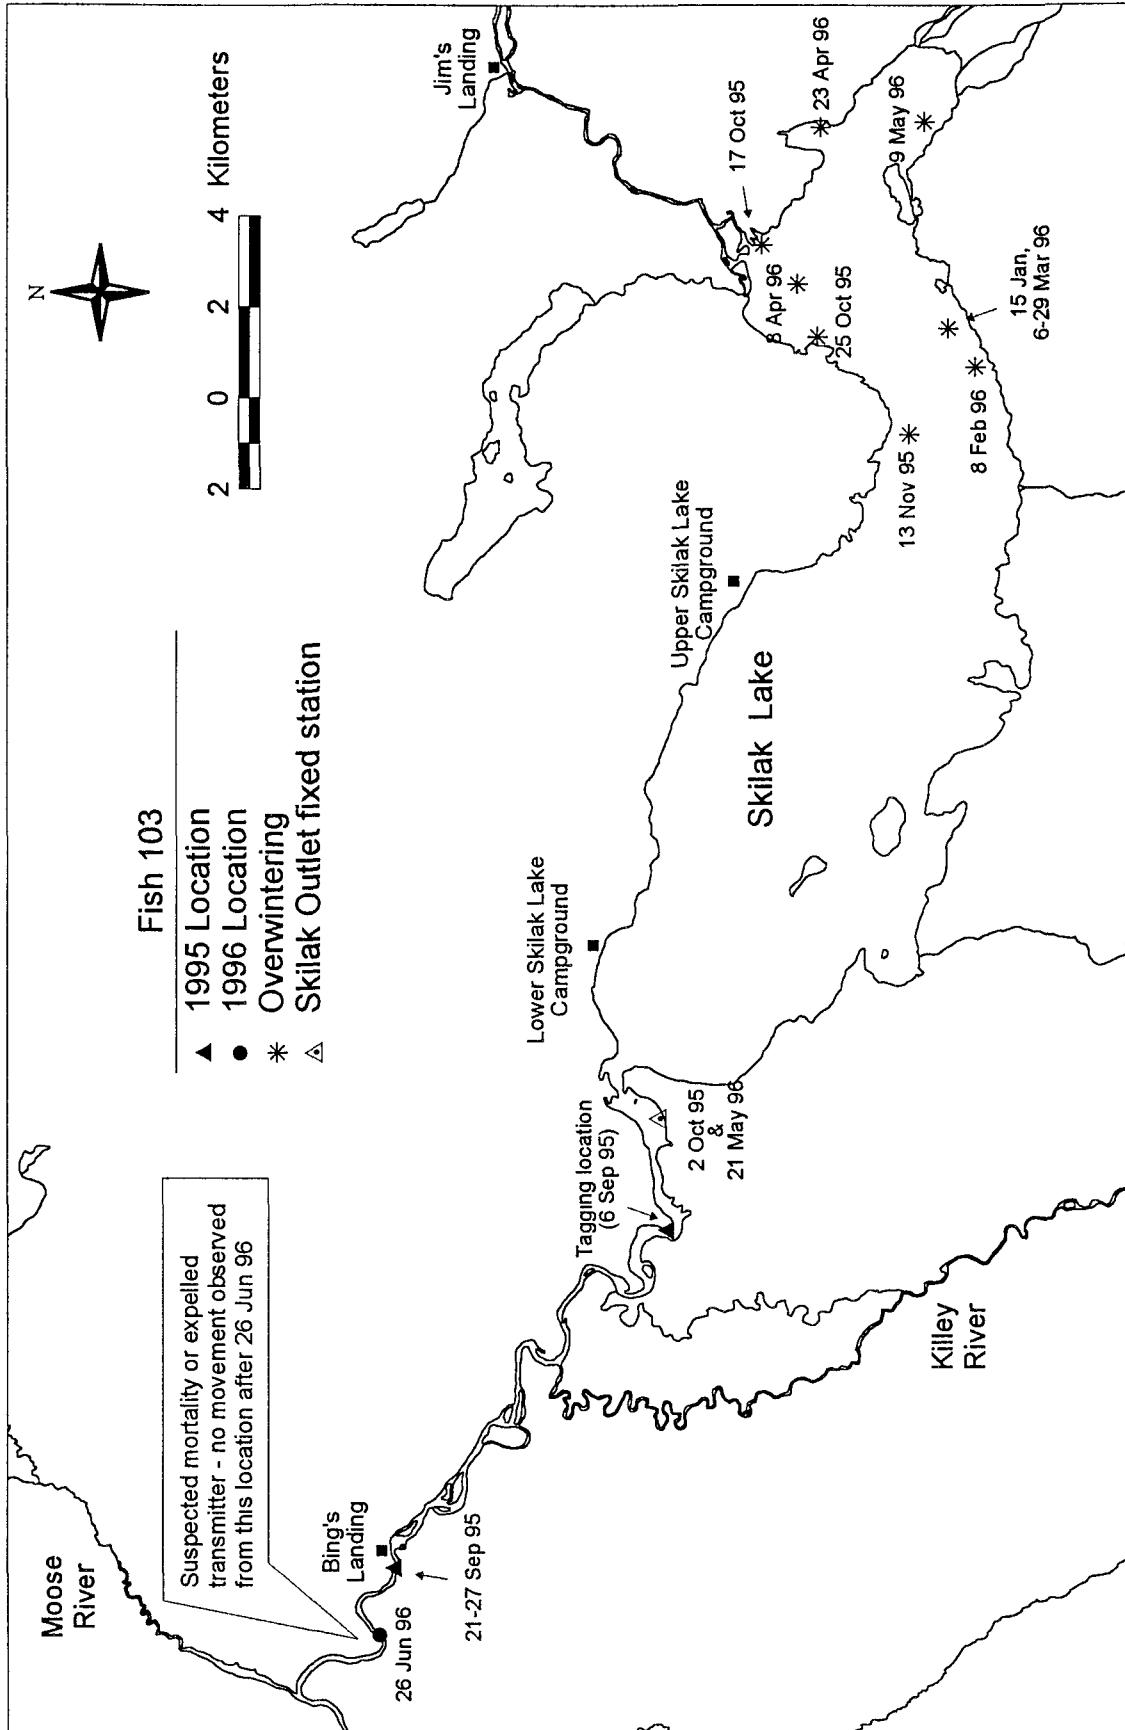 N
2 0 2 4 Kilometers
Fish 103
1995 Location
1996 Location
Overwintering
Skilak Outlet fixed station
Suspected mortality or expelled
transmitter - no movement observed
from this location after 26 Jun 96
Moose
River
Bing's
Landing
26 Jun 96
21-27 Sep 95
Tagging location
(6 Sep 95)
2 Oct 95
&
21 May 96
Killey
River
Lower Skilak Lake
Campground
Upper Skilak Lake
Campground
Skilak Lake
Jim's
Landing
17 Oct 95
23 Apr 96
8 Apr 96
25 Oct 95
9 May 96
13 Nov 95
8 Feb 96
15 Jan,
6-29 Mar 96